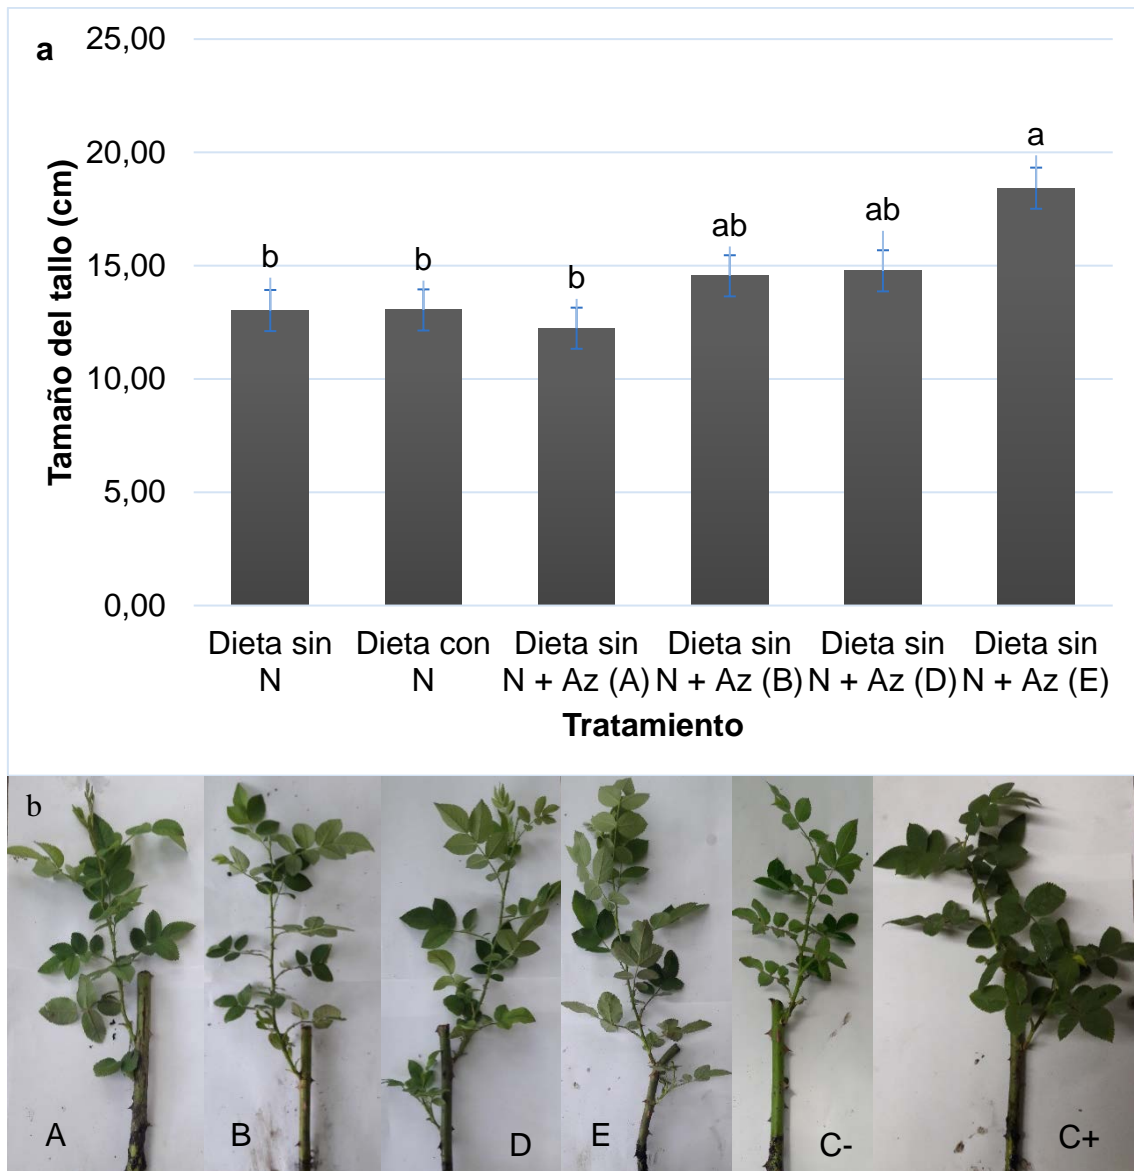 a
25,00
20,00
15,00
10,00
5,00
0,00
Tamaño del tallo (cm)
b
b
b
ab
ab
a
Dieta sin
N
Dieta con
N
Dieta sin
N + Az (A)
Dieta sin
N + Az (B)
Dieta sin
N + Az (D)
Dieta sin
N + Az (E)
Tratamiento
b
A
B
D
E
C-
C+